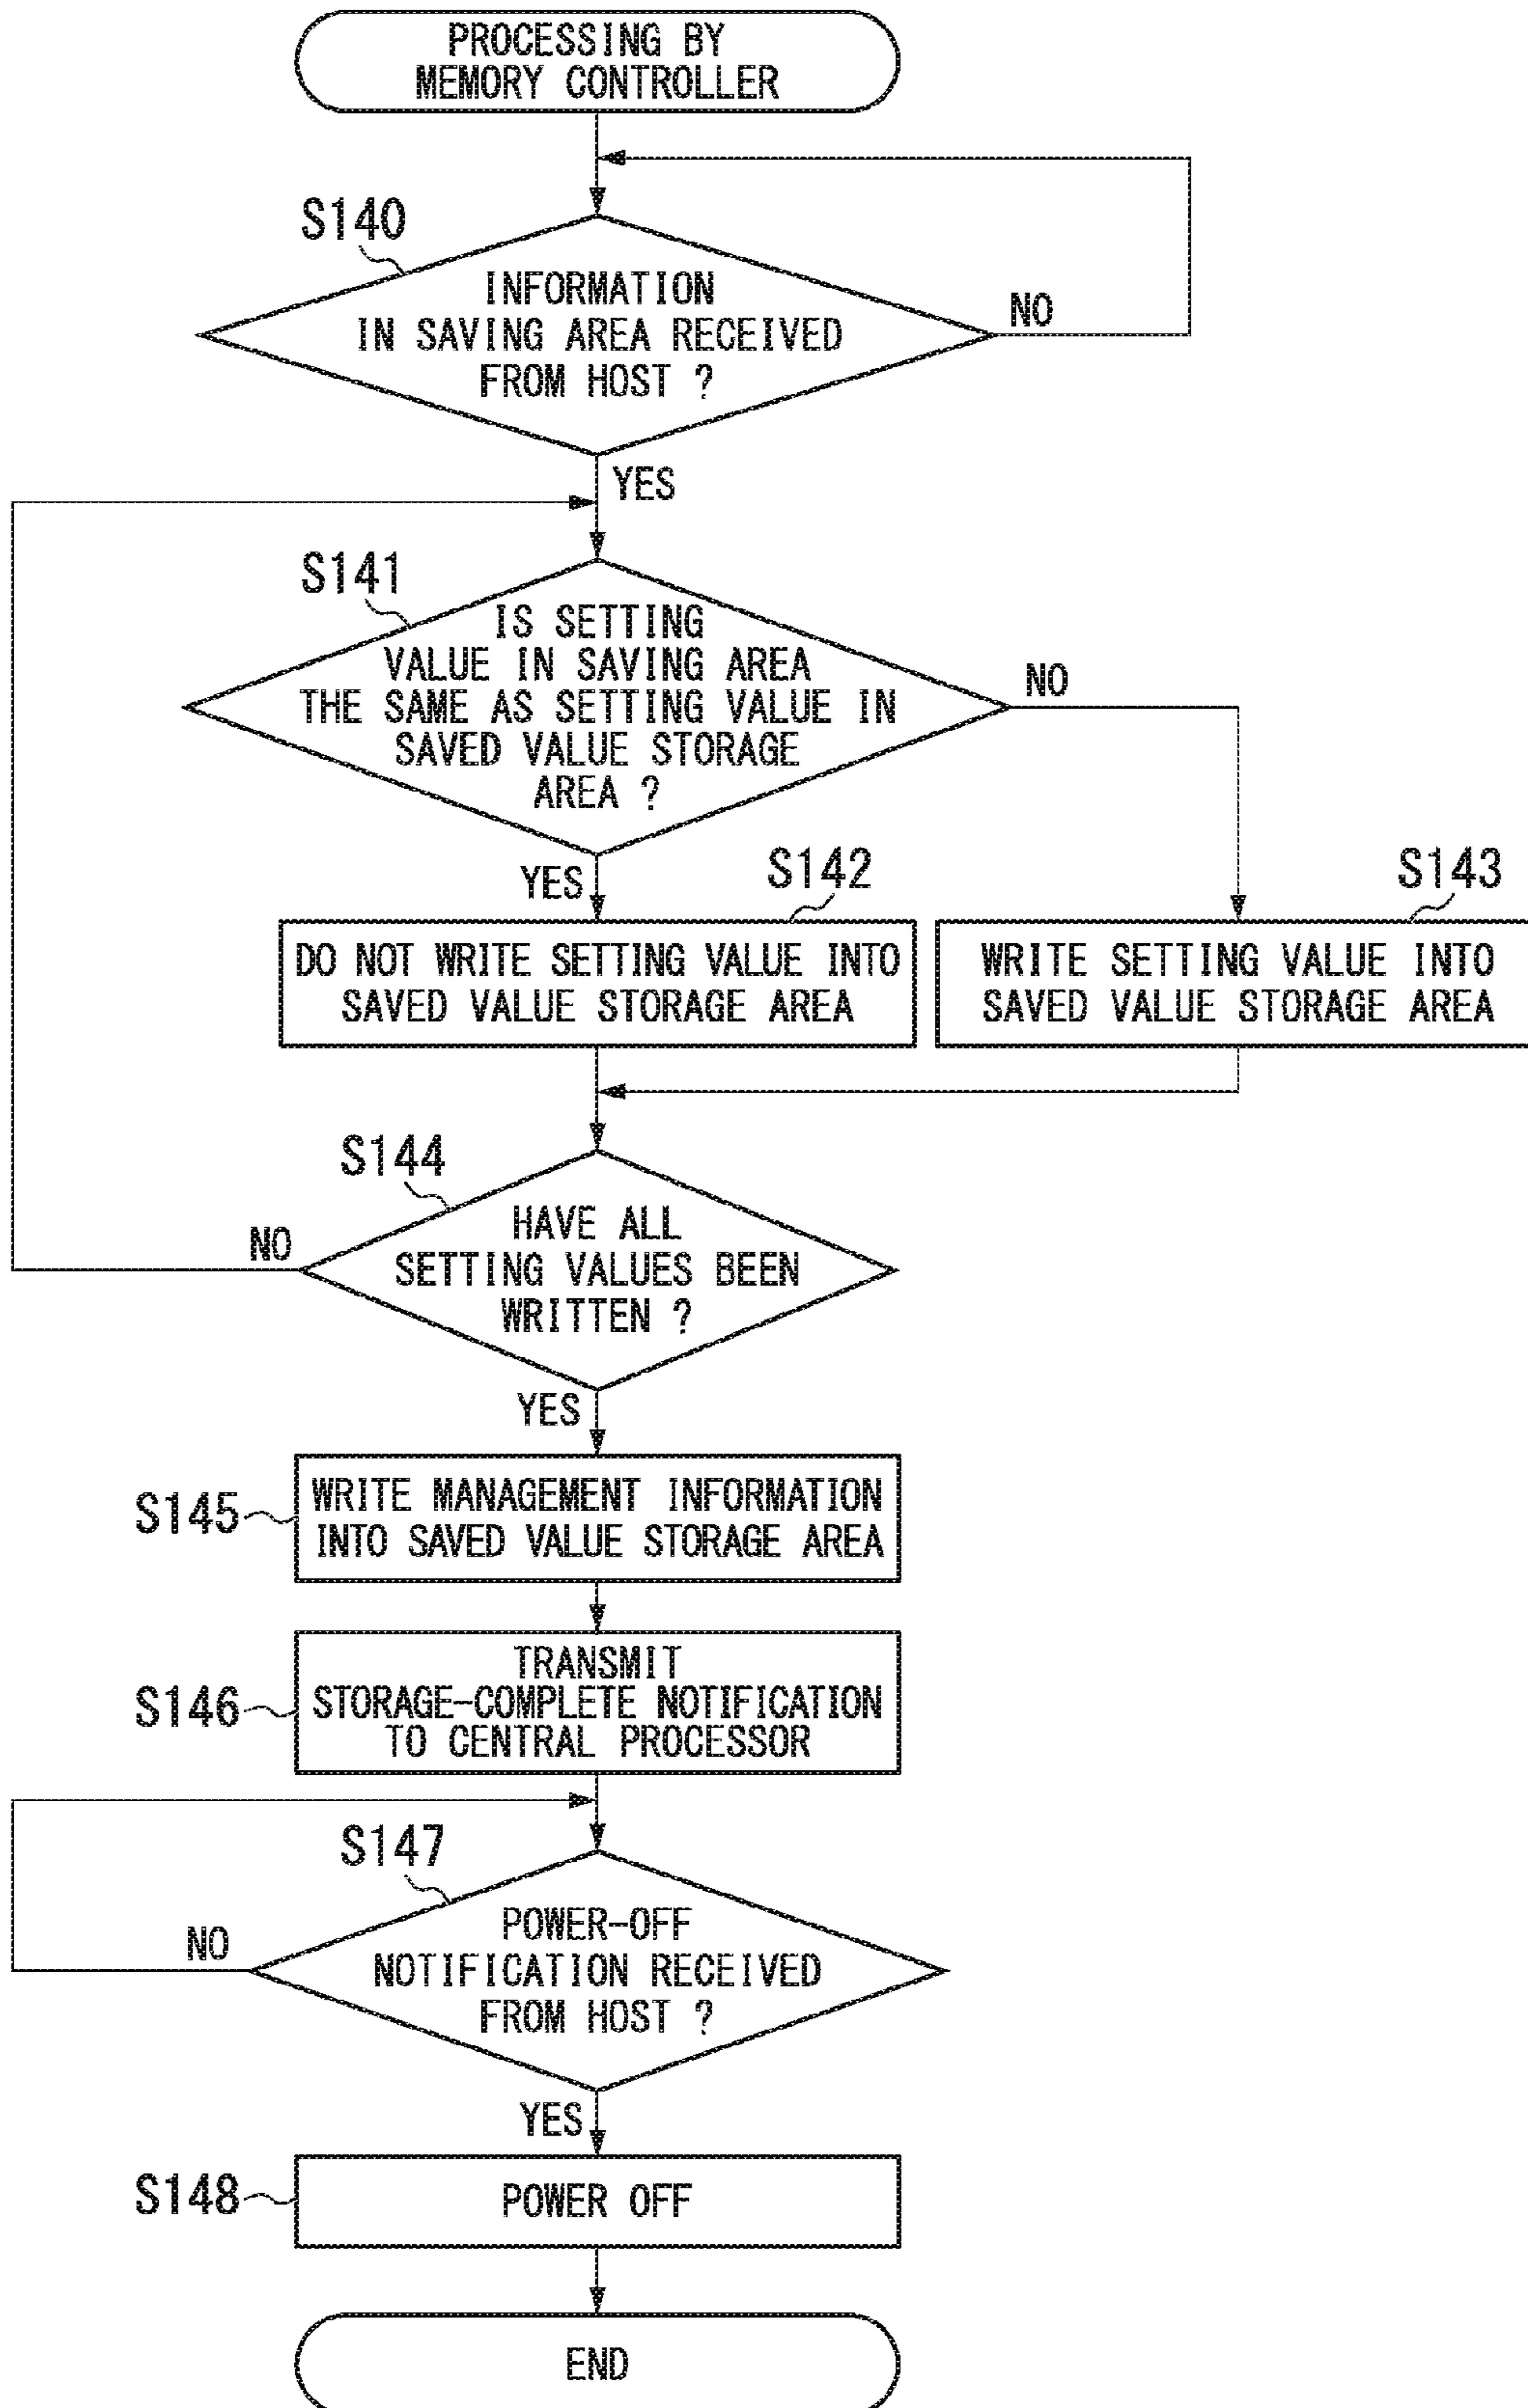 PROCESSING BY
MEMORY CONTROLLER
S140
INFORMATION
IN SAVING AREA RECEIVED
FROM HOST ?
NO
YES
S141
IS SETTING
VALUE IN SAVING AREA
THE SAME AS SETTING VALUE IN
SAVED VALUE STORAGE
AREA ?
NO
YES
S142
S143
DO NOT WRITE SETTING VALUE INTO
SAVED VALUE STORAGE AREA
WRITE SETTING VALUE INTO
SAVED VALUE STORAGE AREA
S144
HAVE ALL
SETTING VALUES BEEN
WRITTEN ?
NO
YES
S145
WRITE MANAGEMENT INFORMATION
INTO SAVED VALUE STORAGE AREA
S146
TRANSMIT
STORAGE-COMPLETE NOTIFICATION
TO CENTRAL PROCESSOR
S147
POWER-OFF
NOTIFICATION RECEIVED
FROM HOST ?
NO
YES
S148
POWER OFF
END